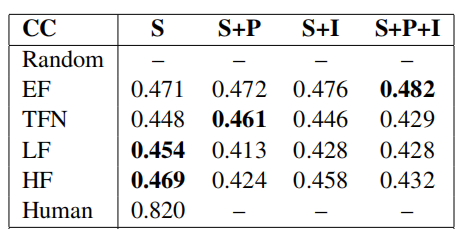 CC S S+P S+I S+P+I
Random – – – –
EF 0.471 0.472 0.476 0.482
TFN 0.448 0.461 0.446 0.429
LF 0.454 0.413 0.428 0.428
HF 0.469 0.424 0.458 0.432
Human 0.820 – – –